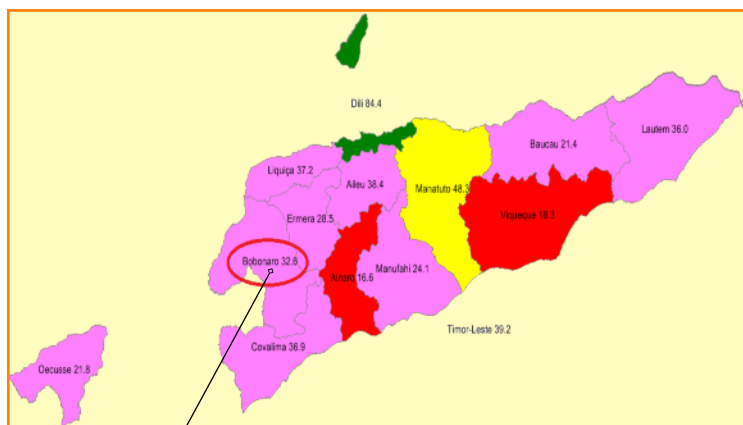 Dili 84.4
Lautem 36.0
Baucau 21.4
Liquiça 37.2
Aileu 38.4
Manatuto 48.3
Ermera 28.5
Viqueque 18.3
Bobonaro 32.6
Manufahi 24.1
Ainaro 16.6
Timor-Leste 39.2
Covalima 36.9
Oecusse 21.8